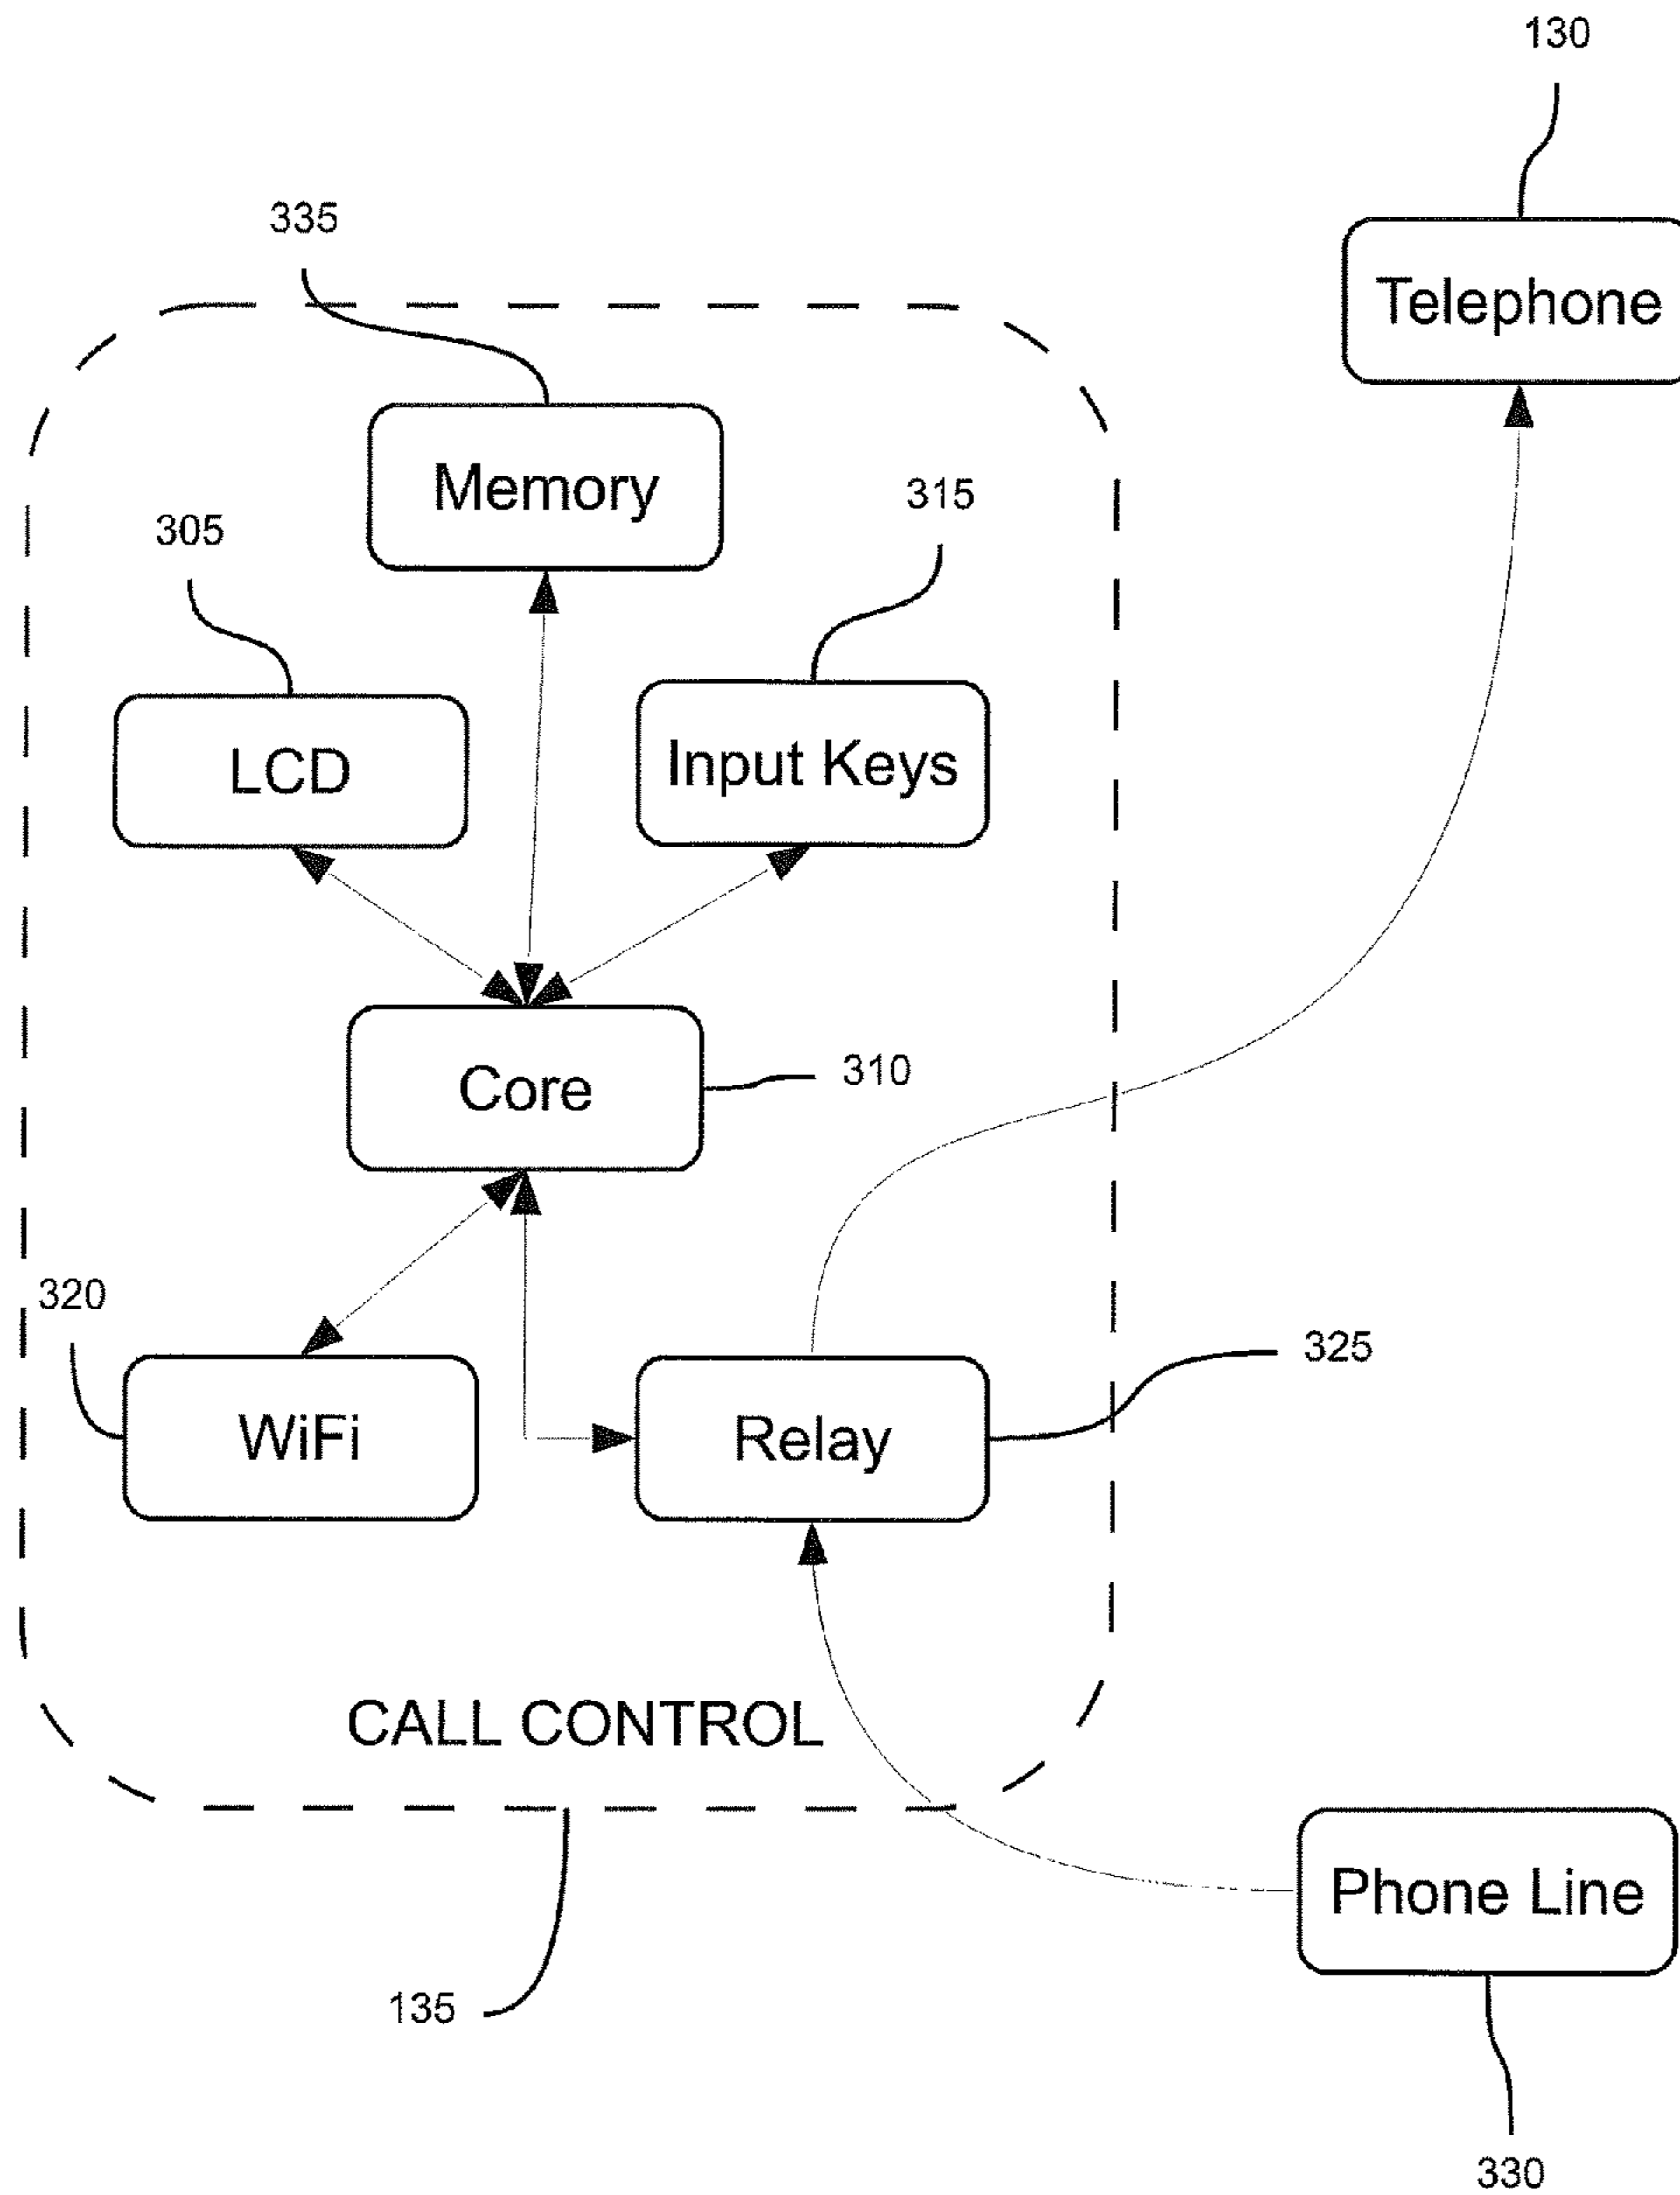 130
335
Telephone
Memory
315
305
Input Keys
LCD
310
Core
320
325
WiFi
Relay
CALL CONTROL
Phone Line
135
330